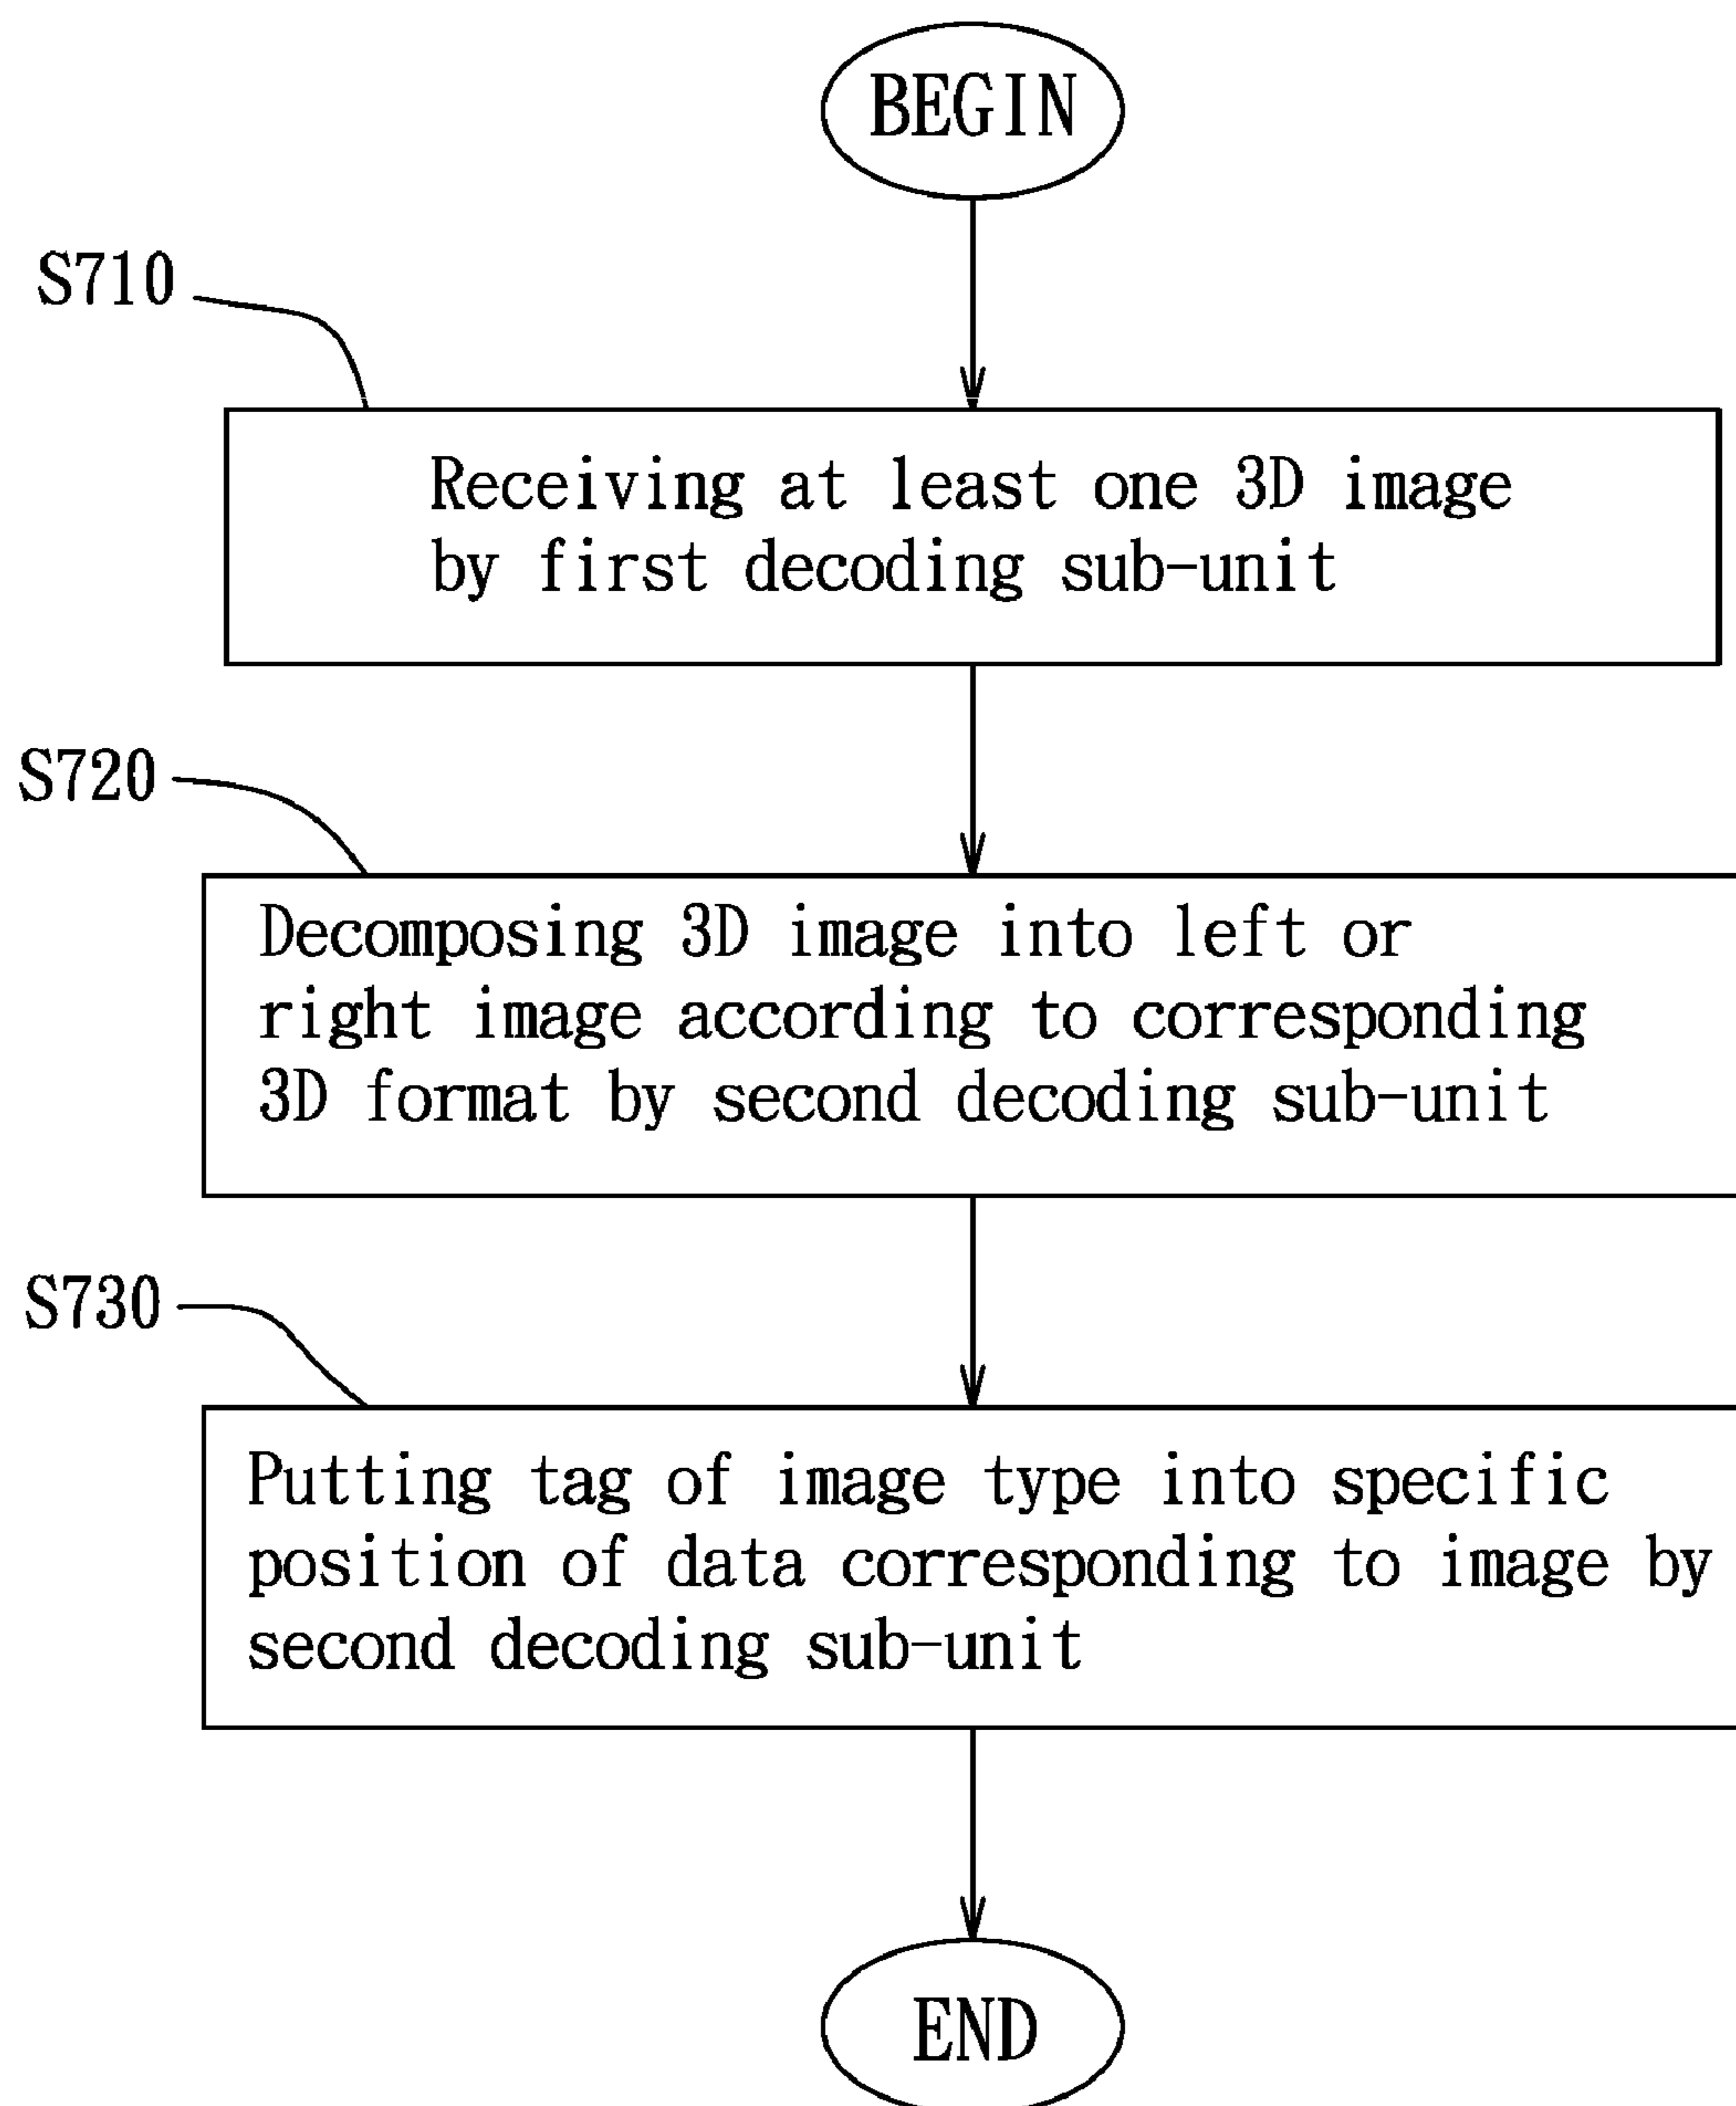 BEGIN
S710
Receiving at least one 3D image
by first decoding sub-unit
S720
Decomposing 3D image into left or
right image according to corresponding
3D format by second decoding sub-unit
S730
Putting tag of image type into specific
position of data corresponding to image by
second decoding sub-unit
END